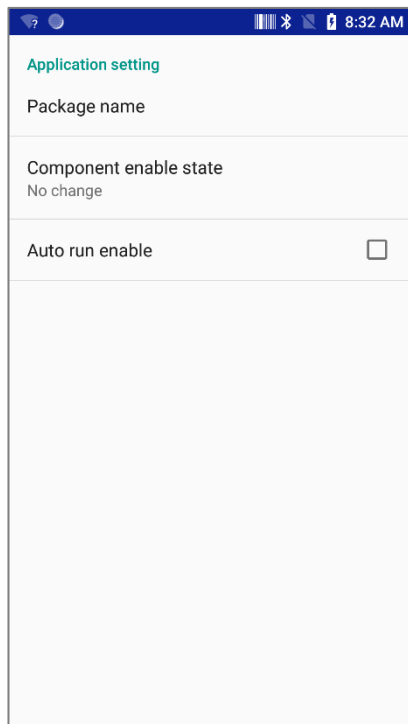 8:32 AM
Application setting
Package name
Component enable state
No change
Auto run enable